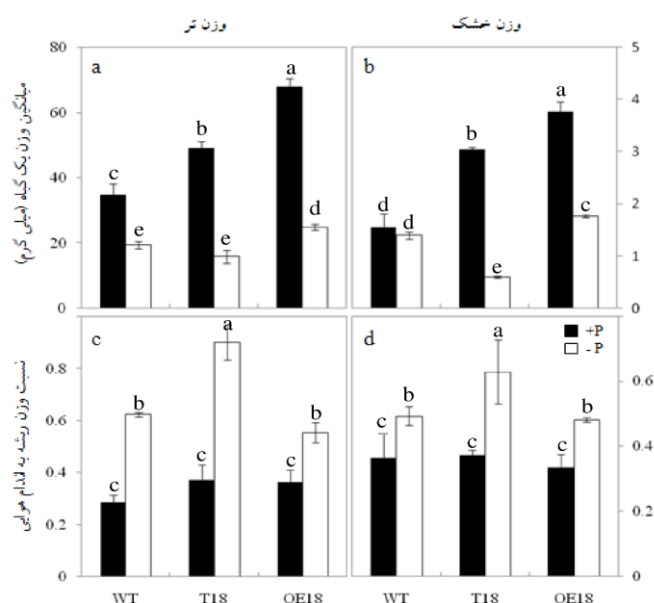 وزن تر
وزن خشک
میانگین وزن یک گیاه (میلی گرم)
80
60
40
20
0
a
c
e
b
e
a
d
b
d
d
b
e
a
c
5
4
3
2
1
0
نسبت وزن ریشه به اندام هوایی
0.8
0.6
0.4
0.2
0
c
c
b
c
a
c
b
d
c
b
c
a
c
b
+P
- P
0.6
0.4
0.2
0
WT
T18
OE18
WT
T18
OE18